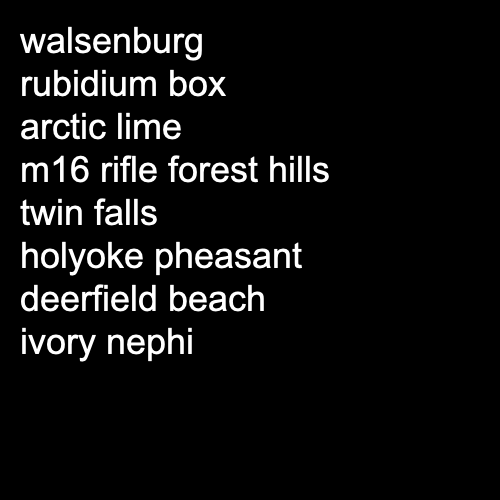 walsenburg
rubidium box
arctic lime
m16 rifle forest hills
twin falls
holyoke pheasant
deerfield beach
ivory nephi